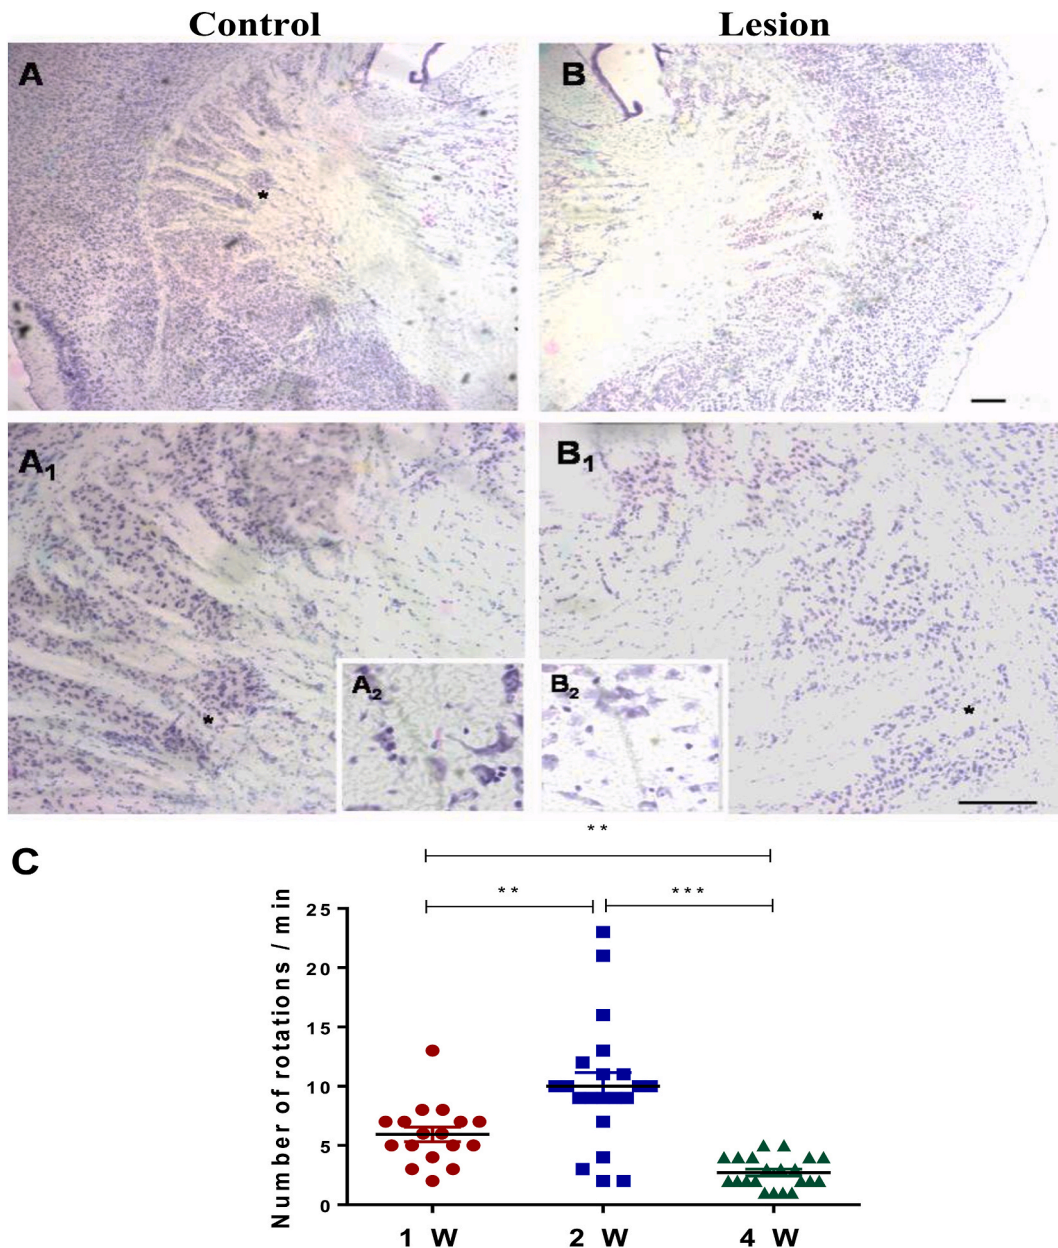 Control Lesion
A B
* *
A1 B1
A2 B2
* *
C
**
** ***
Number of rotations / min
25
20
15
10
5
0
1 W 2 W 4 W